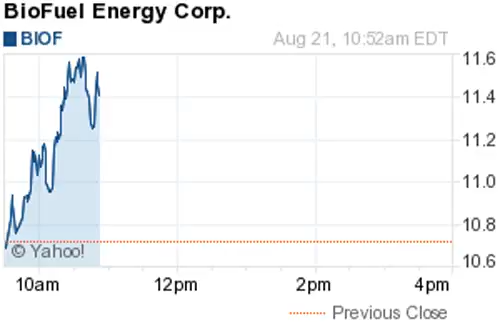 BioFuel Energy Corp.
BIOF Aug 21, 10:52am EDT
11.6
11.4
11.2
11.0
10.8
10.6
© Yahoo!
10am 12pm 2pm 4pm
Previous Close